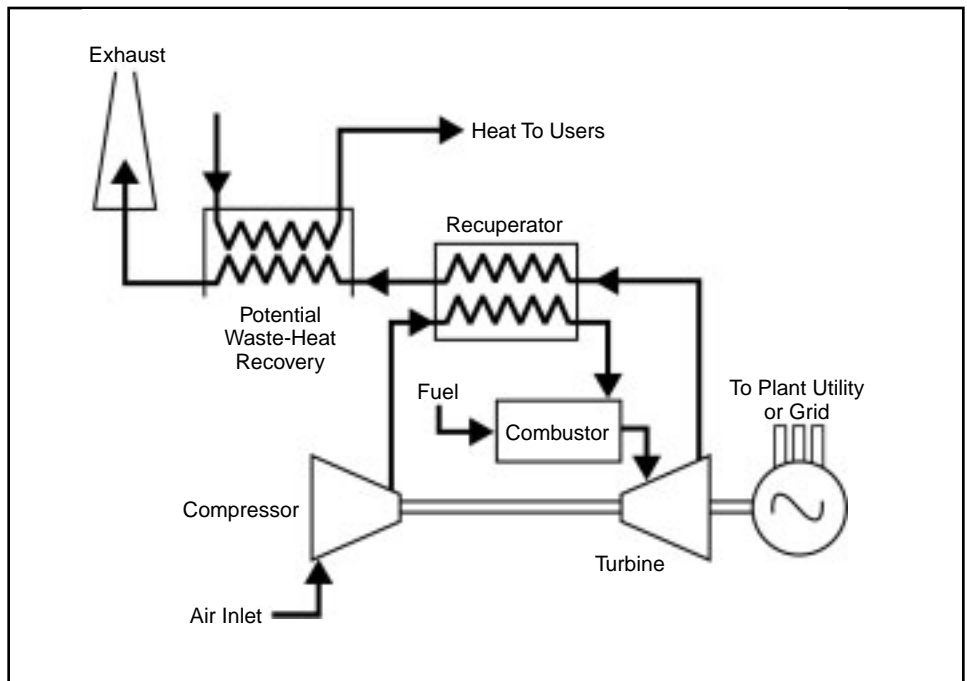 Exhaust
Heat To Users
Recuperator
Potential
Waste-Heat
Recovery
Fuel
To Plant Utility
or Grid
Combustor
Compressor
Turbine
Air Inlet